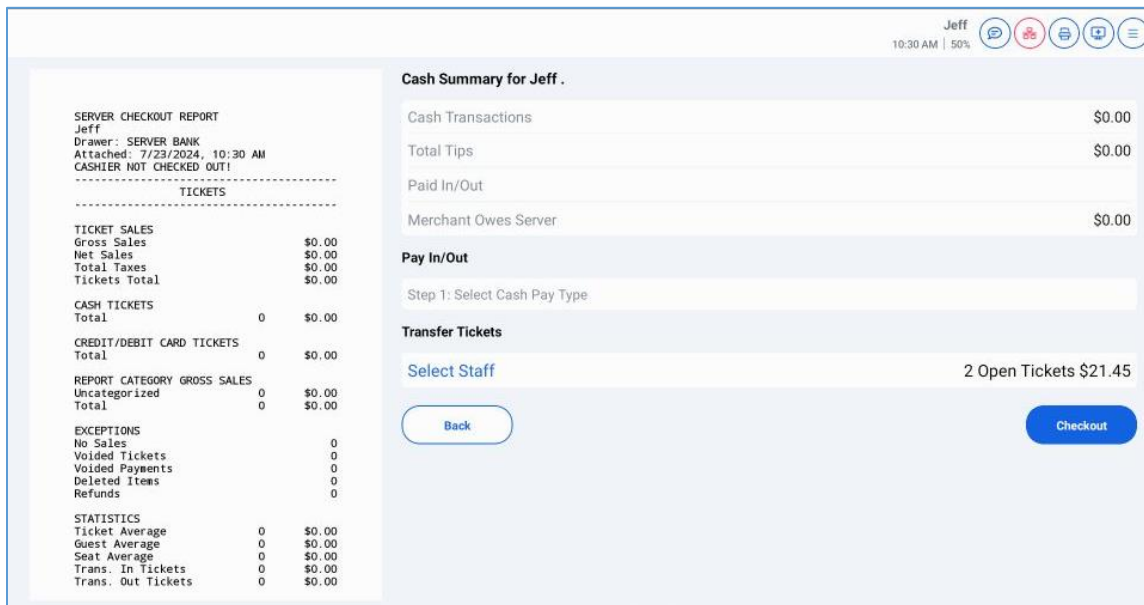 Jeff
10:30 AM | 50%
SERVER CHECKOUT REPORT
Jeff
Drawer: SERVER BANK
Attached: 7/23/2024, 10:30 AM
CASHIER NOT CHECKED OUT!
----------------------------------------
TICKETS
----------------------------------------
TICKET SALES
Gross Sales $0.00
Net Sales $0.00
Total Taxes $0.00
Tickets Total $0.00
CASH TICKETS
Total 0 $0.00
CREDIT/DEBIT CARD TICKETS
Total 0 $0.00
REPORT CATEGORY GROSS SALES
Uncategorized 0 $0.00
Total 0 $0.00
EXCEPTIONS
No Sales 0
Voided Tickets 0
Voided Payments 0
Deleted Items 0
Refunds 0
STATISTICS
Ticket Average 0 $0.00
Guest Average 0 $0.00
Seat Average 0 $0.00
Trans. In Tickets 0 $0.00
Trans. Out Tickets 0 $0.00
Cash Summary for Jeff .
Cash Transactions $0.00
Total Tips $0.00
Paid In/Out
Merchant Owes Server $0.00
Pay In/Out
Step 1: Select Cash Pay Type
Transfer Tickets
Select Staff 2 Open Tickets $21.45
Back Checkout